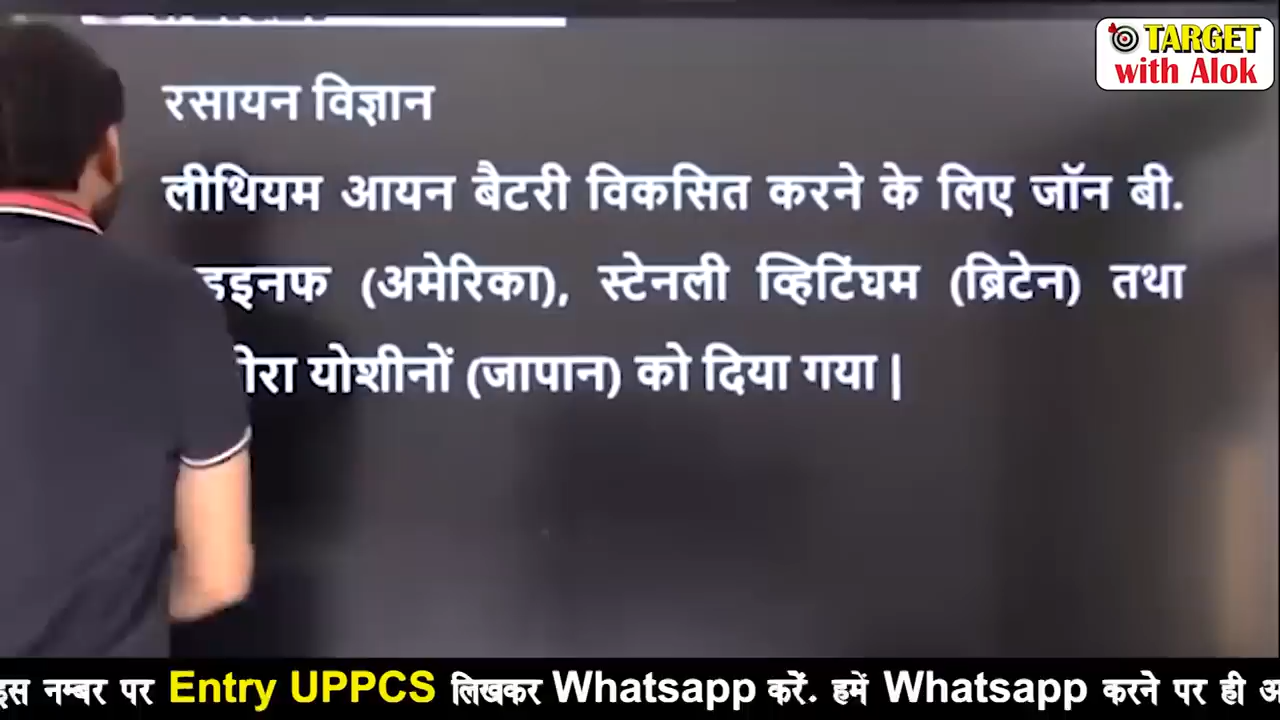 TARGET
with Alok
रसायन विज्ञान
लीथियम आयन बैटरी विकसित करने के लिए जॉन बी.
(अमेरिका), स्टेनली व्हिटिंघम (ब्रिटेन) तथा
योशीनों (जापान) को दिया गया |
इस नम्बर पर Entry UPPCS लिखकर Whatsapp करें. हमें Whatsapp करने पर ही